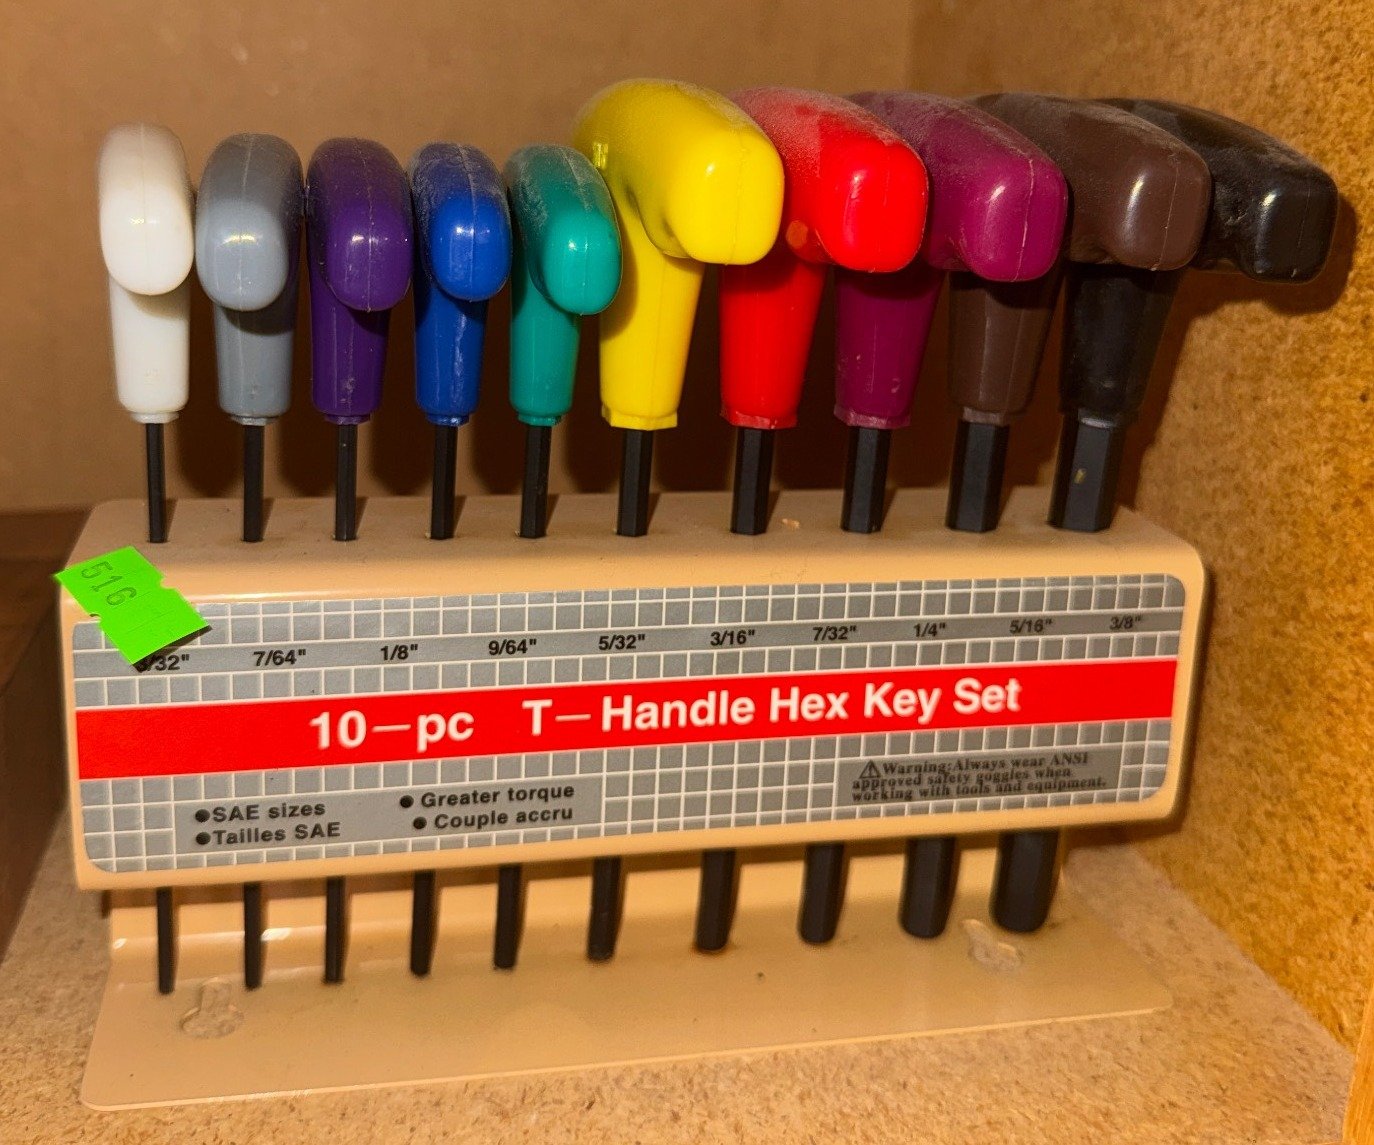 516
3/32" 7/64" 1/8" 9/64" 5/32" 3/16" 7/32" 1/4" 5/16" 3/8"
10–pc T–Handle Hex Key Set
●SAE sizes
●Tailles SAE
●Greater torque
●Couple accru
⚠Warning:Always wear ANSI
approved safety goggles when
working with tools and equipment.